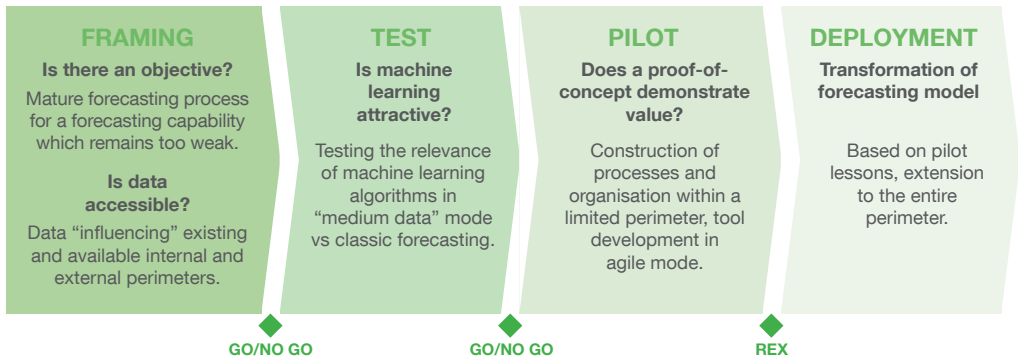 FRAMING
Is there an objective?
Mature forecasting process
for a forecasting capability
which remains too weak.
Is data
accessible?
Data “influencing” existing
and available internal and
external perimeters.
TEST
Is machine
learning
attractive?
Testing the relevance
of machine learning
algorithms in
“medium data” mode
vs classic forecasting.
PILOT
Does a proof-of-
concept demonstrate
value?
Construction of
processes and
organisation within a
limited perimeter, tool
development in
agile mode.
DEPLOYMENT
Transformation of
forecasting model
Based on pilot
lessons, extension
to the entire
perimeter.
GO/NO GO
GO/NO GO
REX